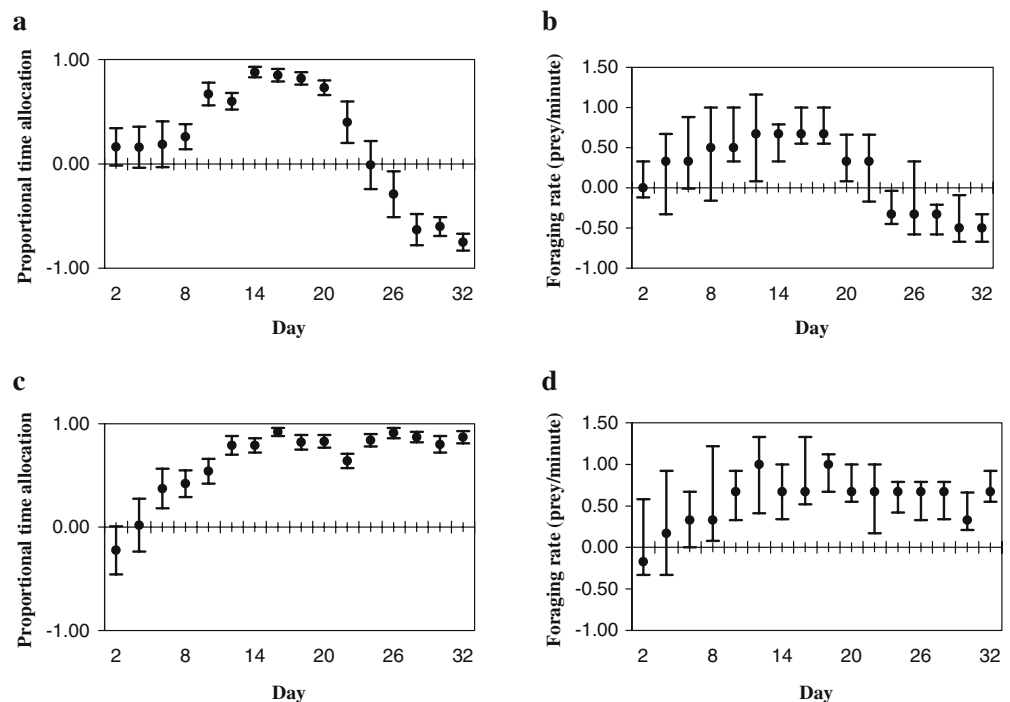 a
Proportional time allocation
1.00
0.00
-1.00
2 8 14 20 26 32
Day
b
Foraging rate (prey/minute)
1.50
1.00
0.50
0.00
-0.50
-1.00
2 8 14 20 26 32
Day
c
Proportional time allocation
1.00
0.00
-1.00
2 8 14 20 26 32
Day
d
Foraging rate (prey/minute)
1.50
1.00
0.50
0.00
-0.50
-1.00
2 8 14 20 26 32
Day